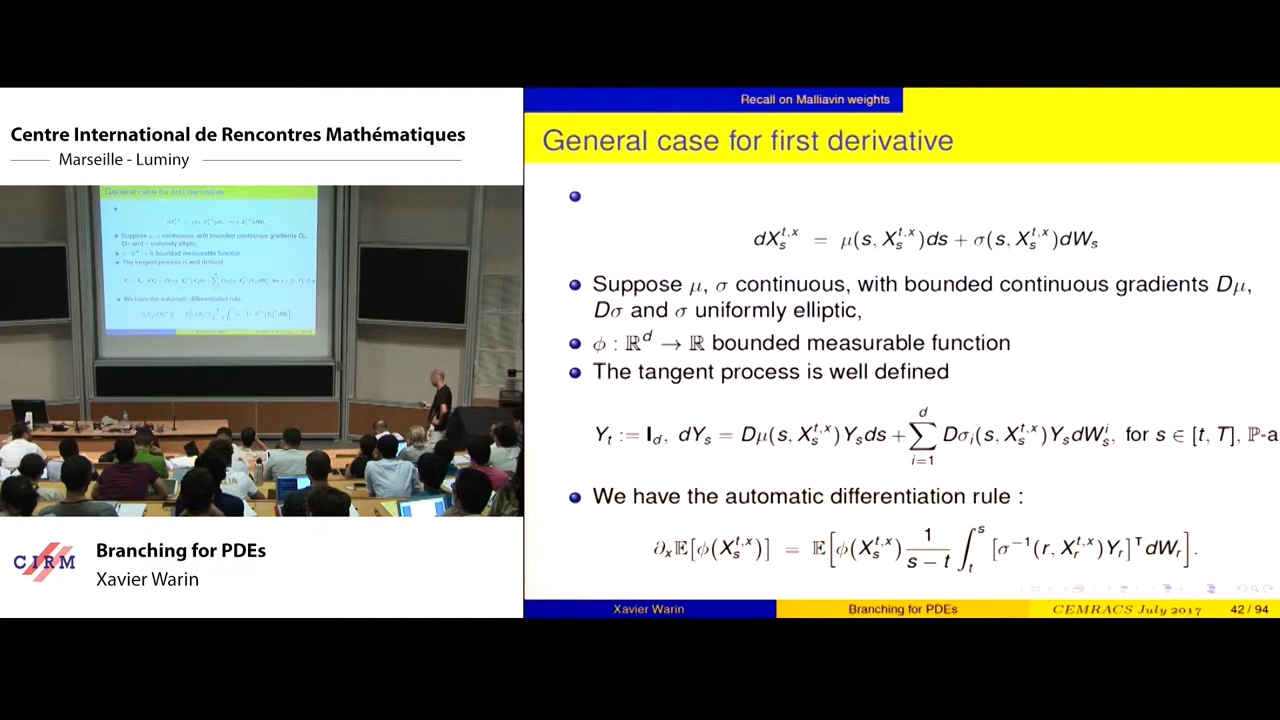 Centre International de Rencontres Mathématiques
Marseille - Luminy
CIRM
Branching for PDEs
Xavier Warin
Recall on Malliavin weights
General case for first derivative
dX_s^{t,x} = μ(s, X_s^{t,x})ds + σ(s, X_s^{t,x})dW_s
Suppose μ, σ continuous, with bounded continuous gradients Dμ,
Dσ and σ uniformly elliptic,
ϕ : ℝ^d → ℝ bounded measurable function
The tangent process is well defined
Y_t := I_d, dY_s = Dμ(s, X_s^{t,x})Y_s ds + ∑_{i=1}^{d} Dσ_i(s, X_s^{t,x})Y_s dW_s^i, for s ∈ [t, T], ℙ-a
We have the automatic differentiation rule :
∂_x 𝔼[ϕ(X_s^{t,x})] = 𝔼[ϕ(X_s^{t,x}) \frac{1}{s−t} ∫_t^s [σ^{−1}(r, X_r^{t,x})Y_r]^⊤ dW_r].
Xavier Warin
Branching for PDEs
CEMRACS July 2017
42 / 94